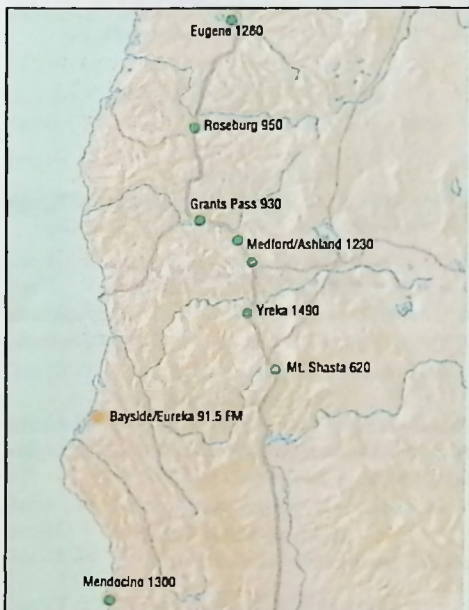 Eugene 1280
Roseburg 950
Grants Pass 930
Medford/Ashland 1230
Yreka 1490
Mt. Shasta 620
Bayside/Eureka 91.5 FM
Mendocino 1300